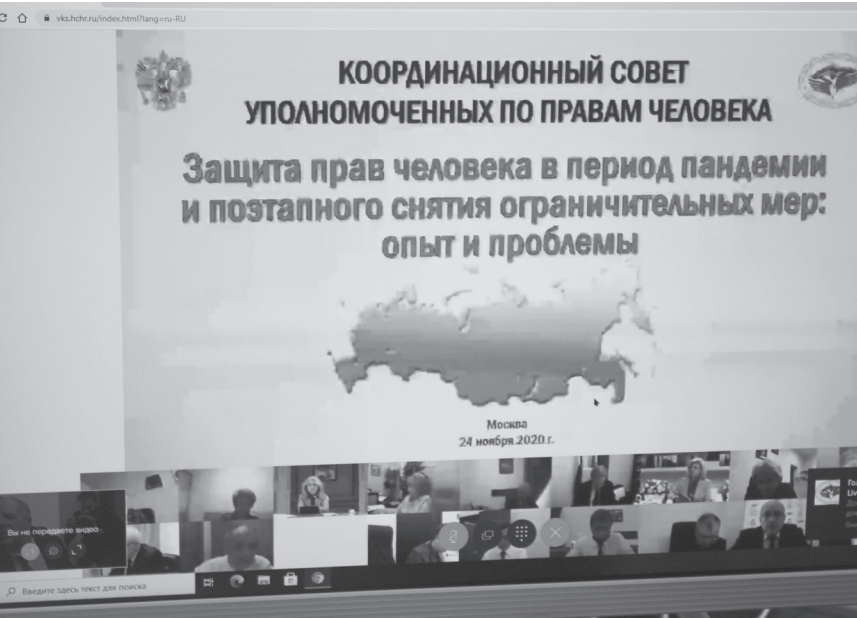 vks.hchr.ru/index.html?lang=ru-RU
КООРДИНАЦИОННЫЙ СОВЕТ
УПОЛНОМОЧЕННЫХ ПО ПРАВАМ ЧЕЛОВЕКА
Защита прав человека в период пандемии
и поэтапного снятия ограничительных мер:
опыт и проблемы
Москва
24 ноября 2020 г.
Вы не передаете видео
Введите здесь текст для поиска